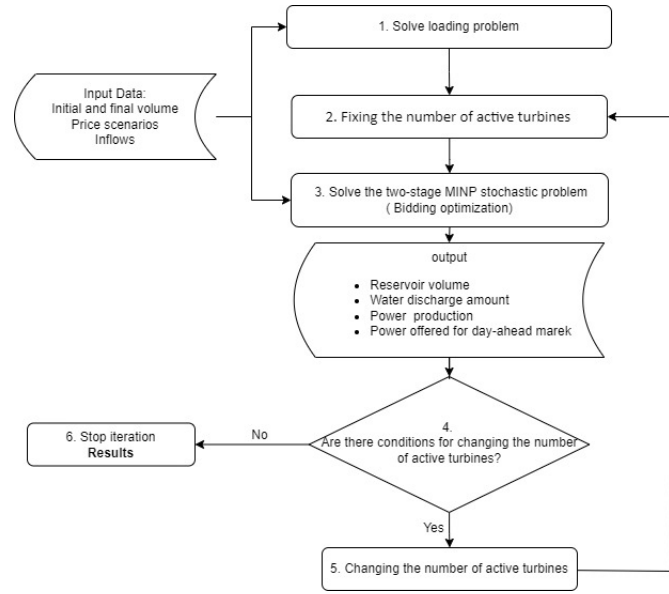 1. Solve loading problem
Input Data:
Initial and final volume
Price scenarios
Inflows
2. Fixing the number of active turbines
3. Solve the two-stage MINP stochastic problem
( Bidding optimization)
output
• Reservoir volume
• Water discharge amount
• Power production
• Power offered for day-ahead marek
4.
Are there conditions for changing the number
of active turbines?
No
6. Stop iteration
Results
Yes
5. Changing the number of active turbines